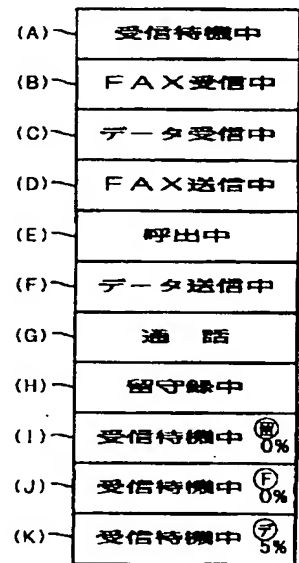 (A) 受信待機中
(B) FAX受信中
(C) データ受信中
(D) FAX送信中
(E) 呼出中
(F) データ送信中
(G) 通 話
(H) 留守録中
(I) 受信待機中 �
留 0%
(J) 受信待機中 Ⓕ 0%
(K) 受信待機中 ㋢ 5%